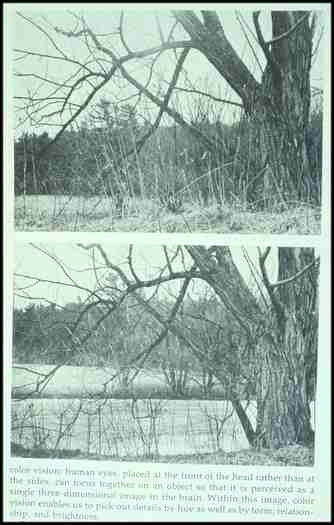 color vision: human eyes, placed at the front of the head rather than at
the sides, can focus together on an object so that it is perceived as a
single three-dimensional image in the brain. Within this image, color
vision enables us to pick out details by hue as well as by form, relation-
ship, and brightness.